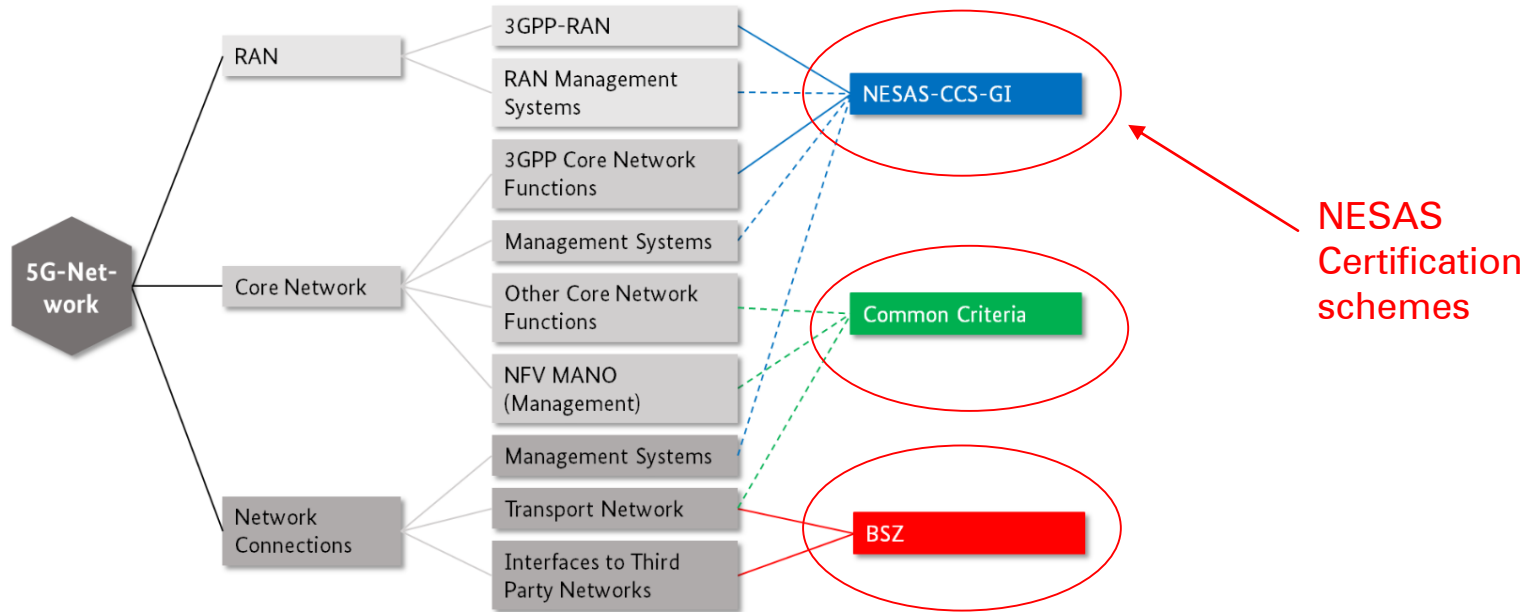 5G-Net-
work
RAN
Core Network
Network
Connections
3GPP-RAN
RAN Management
Systems
3GPP Core Network
Functions
Management Systems
Other Core Network
Functions
NFV MANO
(Management)
Management Systems
Transport Network
Interfaces to Third
Party Networks
NESAS-CCS-GI
Common Criteria
BSZ
NESAS
Certification
schemes